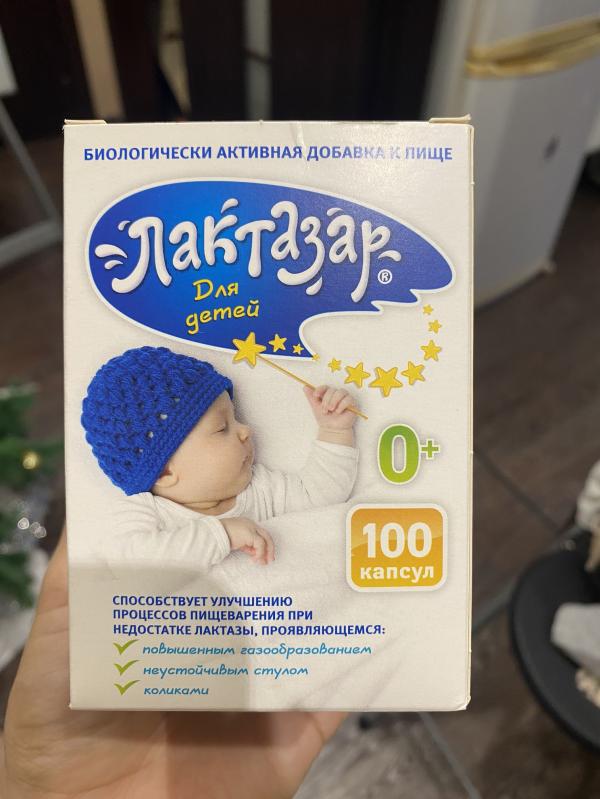 БИОЛОГИЧЕСКИ АКТИВНАЯ ДОБАВКА К ПИЩЕ
Лактазар®
Для
детей
0+
100
капсул
СПОСОБСТВУЕТ УЛУЧШЕНИЮ
ПРОЦЕССОВ ПИЩЕВАРЕНИЯ ПРИ
НЕДОСТАТКЕ ЛАКТАЗЫ, ПРОЯВЛЯЮЩЕМСЯ:
повышенным газообразованием
неустойчивым стулом
коликами